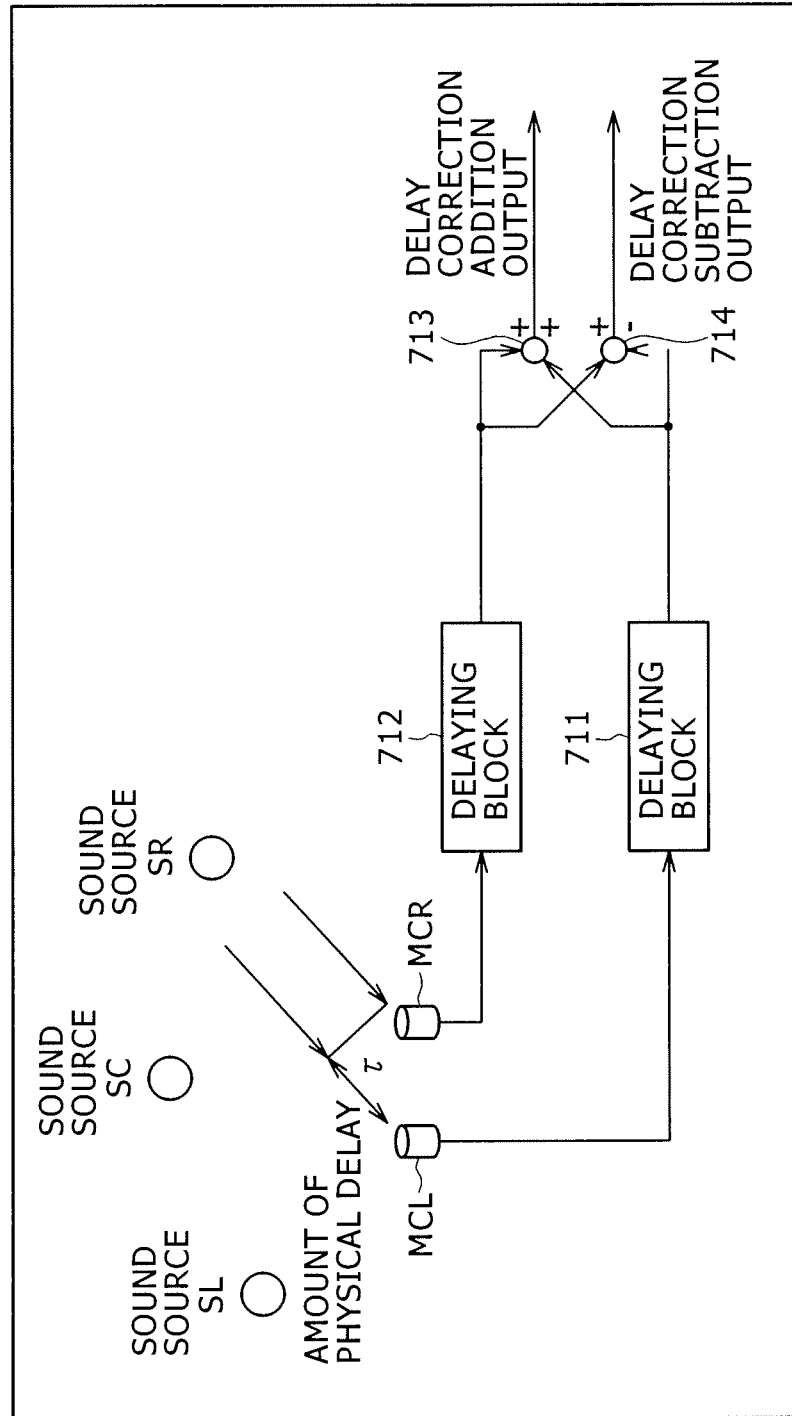 SOUND
SOURCE
SL
SOUND
SOURCE
SC
SOUND
SOURCE
SR
AMOUNT OF
PHYSICAL DELAY
τ
MCL
MCR
712
DELAYING
BLOCK
711
DELAYING
BLOCK
713
+
+
+
-
714
DELAY
CORRECTION
ADDITION
OUTPUT
DELAY
CORRECTION
SUBTRACTION
OUTPUT